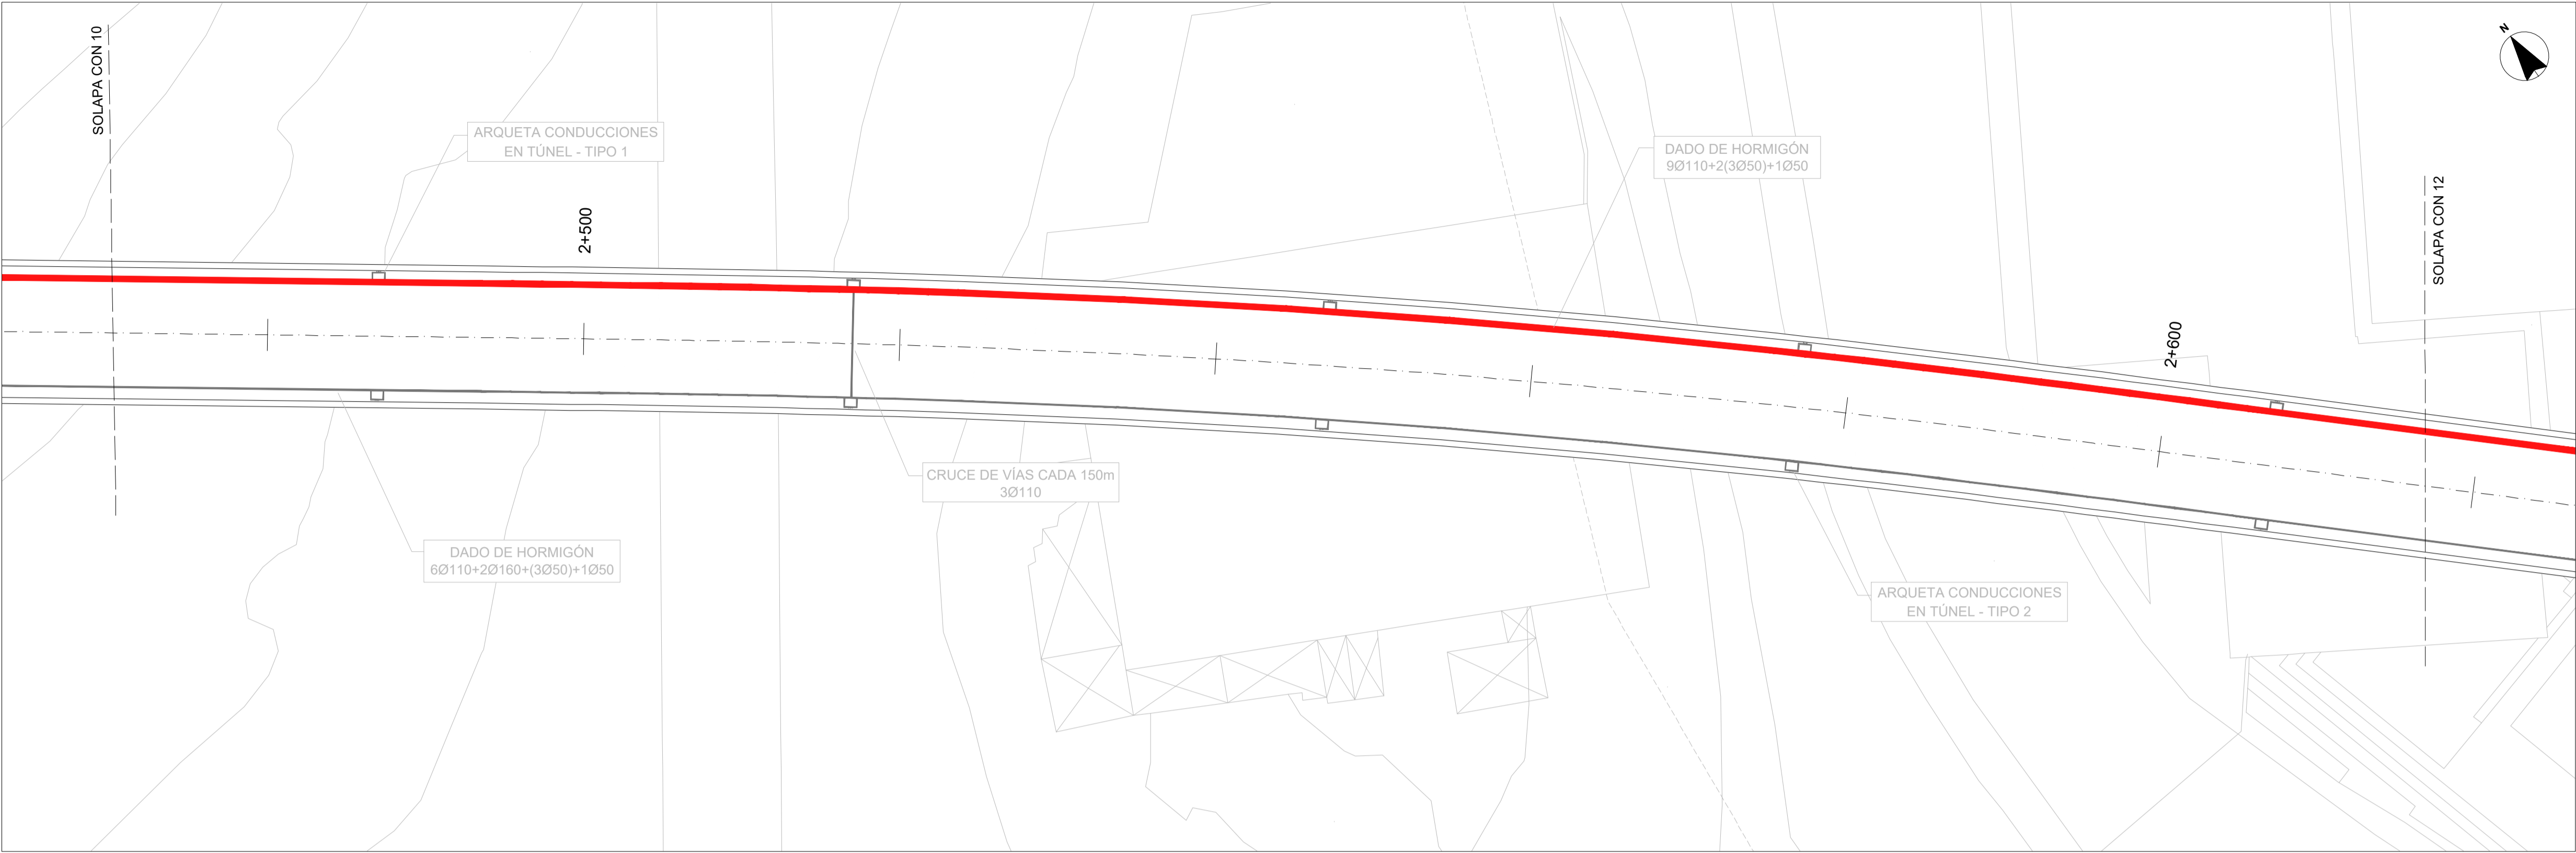 SOLAPA CON 10
N
ARQUETA CONDUCCIONES
EN TÚNEL - TIPO 1
DADO DE HORMIGÓN
9Ø110+2(3Ø50)+1Ø50
2+500
SOLAPA CON 12
2+600
CRUCE DE VÍAS CADA 150m
3Ø110
DADO DE HORMIGÓN
6Ø110+2Ø160+(3Ø50)+1Ø50
ARQUETA CONDUCCIONES
EN TÚNEL - TIPO 2